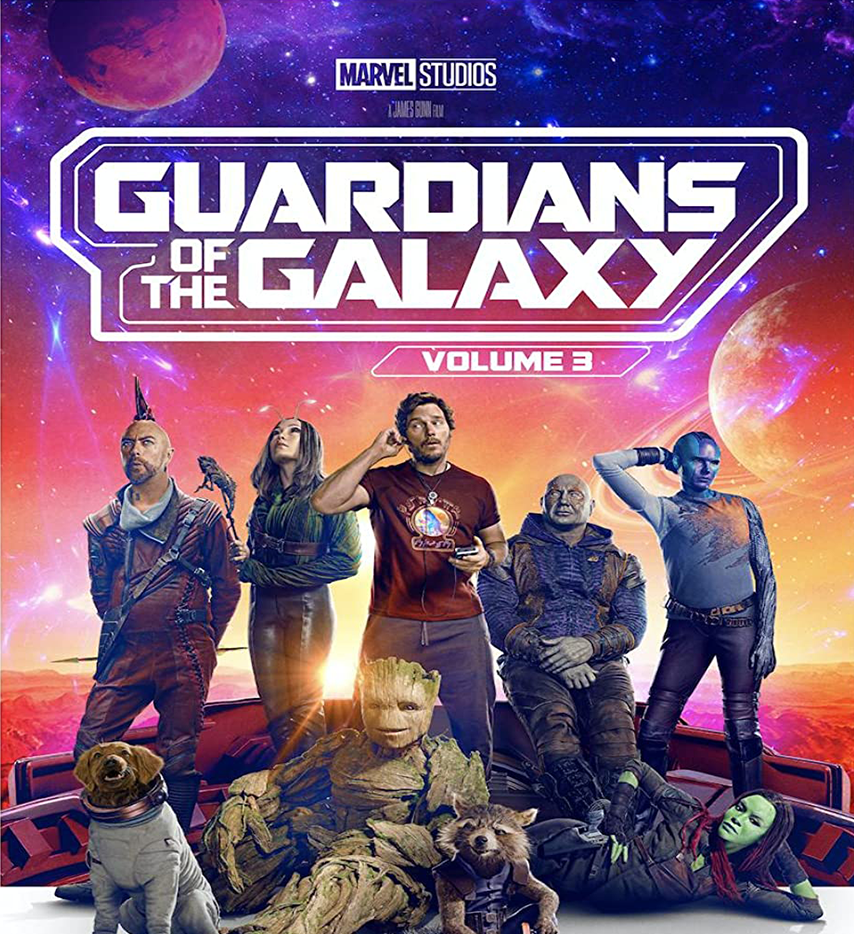 MARVEL STUDIOS
A JAMES GUNN FILM
GUARDIANS
OF
THE GALAXY
VOLUME 3